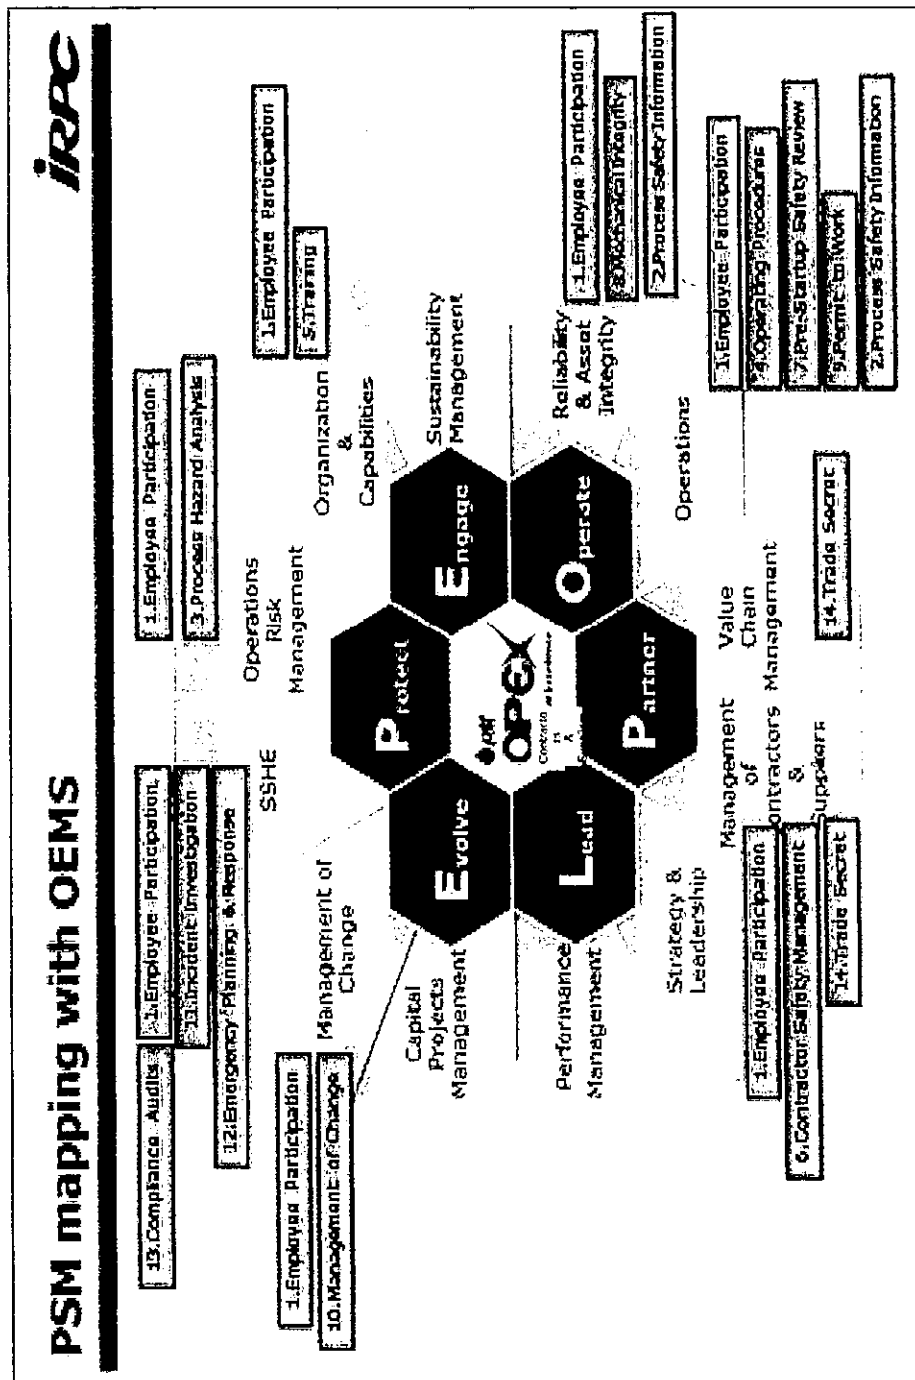 PSM mapping with OEMS
iRPC
13.Compliance Audits
1.Employee Participation
11.Incident Investigation
12.Emergency Planning & Response
1.Employee Participation
3.Process Hazard Analysis
1.Employee Participation
5.Training
SSHE
Operations
Risk
Management
Organization
&
Capabilities
Sustainability
Management
1.Employee Participation
10.Management of Change
Management of
Change
Capital
Projects
Management
Protect
Evolve
Engage
OPEX
Lead
Operate
Partner
Performance
Management
Strategy &
Leadership
Reliability
& Asset
Integrity
Operations
1.Employee Participation
8.Mechanical Integrity
2.Process Safety Information
Management
of
Contractors
&
Suppliers
Value
Chain
Management
1.Employee Participation
6.Contractor Safety Management
14.Trade Secret
14.Trade Secret
1.Employee Participation
4.Operating Procedures
7.Pre-Startup Safety Review
9.Permit to Work
2.Process Safety Information